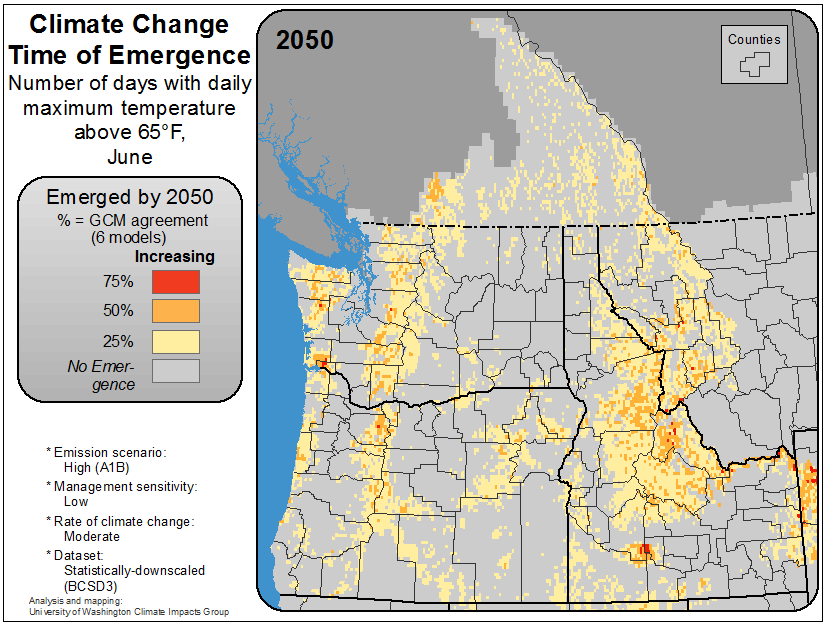 Climate Change
Time of Emergence
Number of days with daily
maximum temperature
above 65°F,
June
Emerged by 2050
% = GCM agreement
(6 models)
Increasing
75%
50%
25%
No Emer-
gence
* Emission scenario:
High (A1B)
* Management sensitivity:
Low
* Rate of climate change:
Moderate
* Dataset:
Statistically-downscaled
(BCSD3)
Analysis and mapping:
University of Washington Climate Impacts Group
2050
Counties